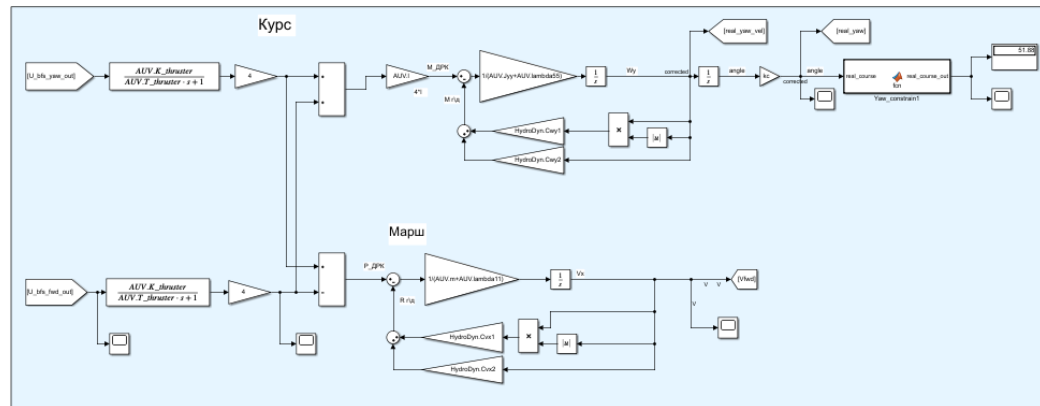 Курс
[U_bfs_yaw_out]
AUV.K_thruster
AUV.T_thruster · s + 1
4
+
+
AUV.l
4*l
М_ДРК
М гıд
1/(AUV.Jyy+AUV.lambda55)
1
s
Wy
corrected
[real_yaw_vel]
1
s
angle
kc
corrected
[real_yaw]
angle
real_course
fcn
real_course_out
Yaw_constrain1
51.88
HydroDyn.Cwy1
×
|u|
HydroDyn.Cwy2
Марш
[U_bfs_fwd_out]
AUV.K_thruster
AUV.T_thruster · s + 1
4
+
−
Р_ДРК
R гıд
1/(AUV.m+AUV.lambda11)
1
s
Vx
V
V
V
[Vfwd]
HydroDyn.Cvx1
×
|u|
HydroDyn.Cvx2